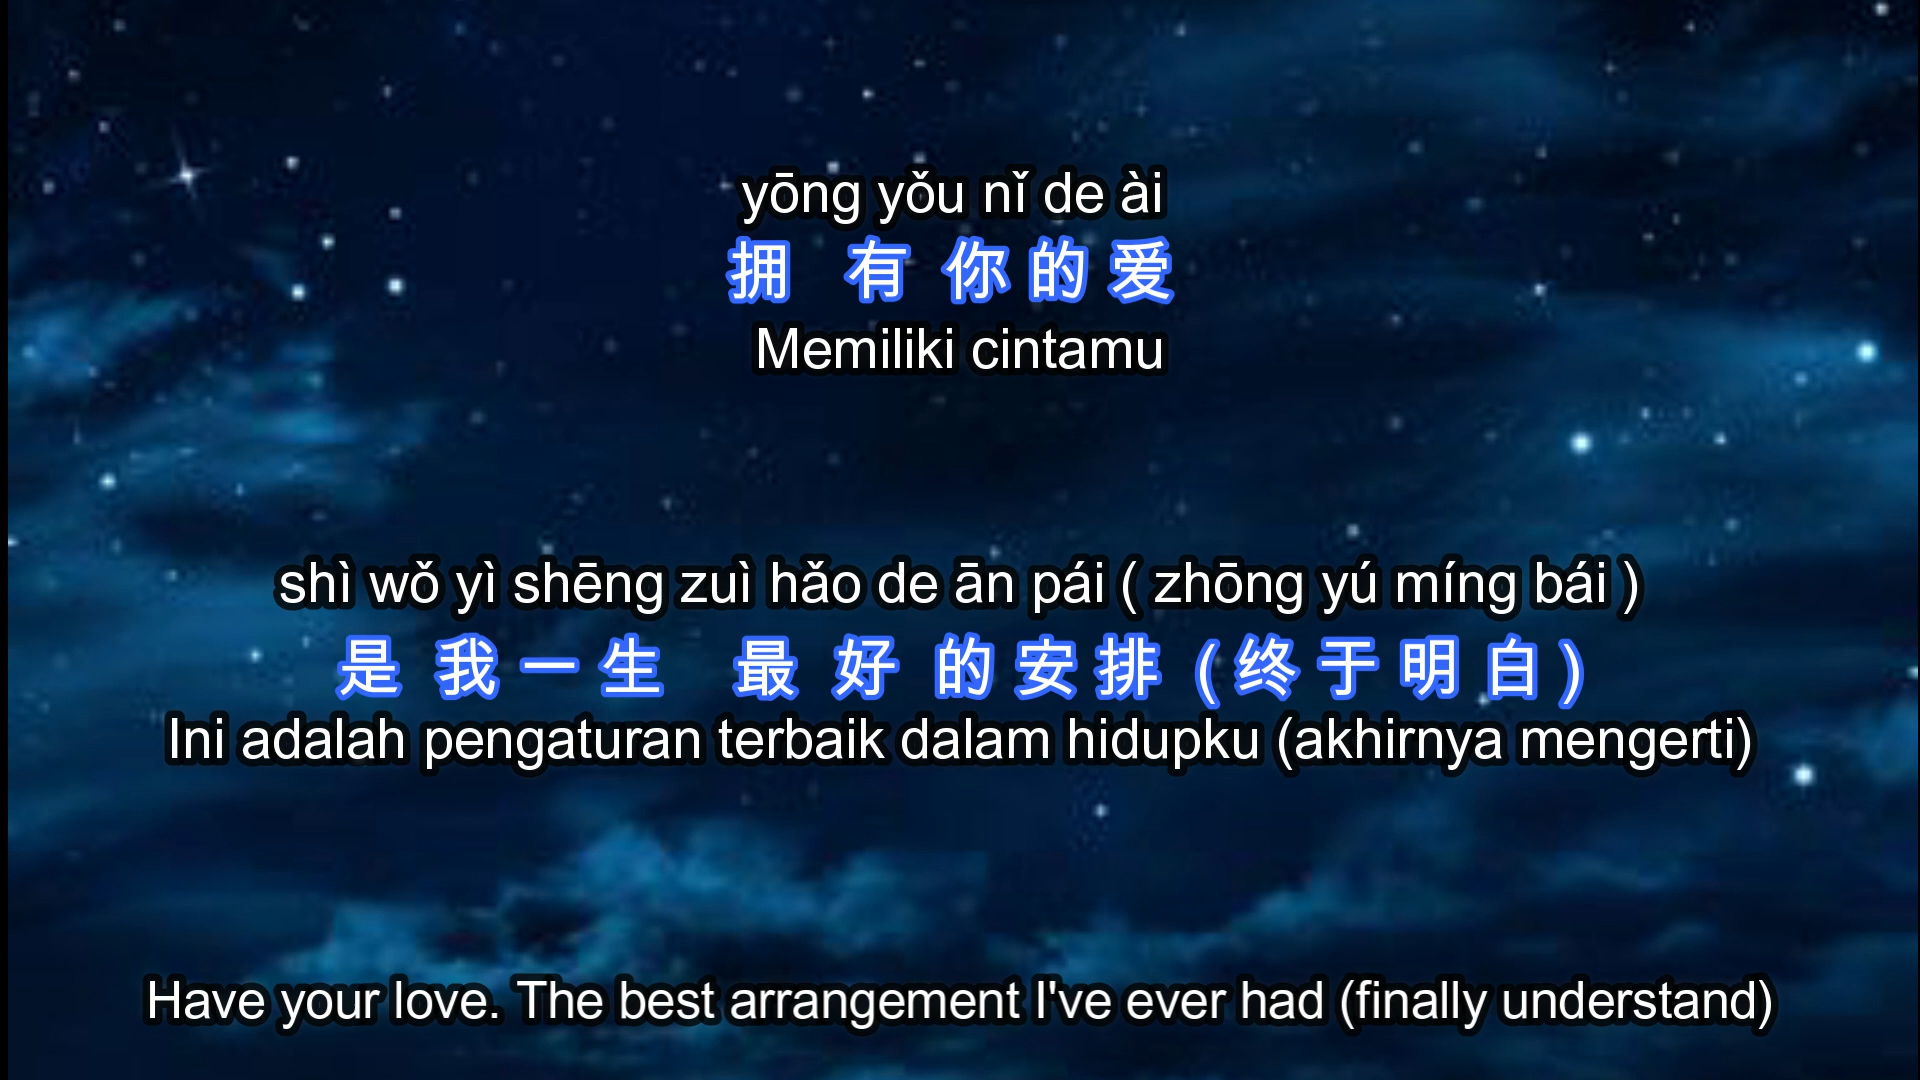 yōng yǒu nǐ de ài
拥 有 你 的 爱
Memiliki cintamu
shì wǒ yì shēng zuì hǎo de ān pái ( zhōng yú míng bái )
是 我 一 生 最 好 的 安 排 ( 终 于 明 白 )
Ini adalah pengaturan terbaik dalam hidupku (akhirnya mengerti)
Have your love. The best arrangement I've ever had (finally understand)